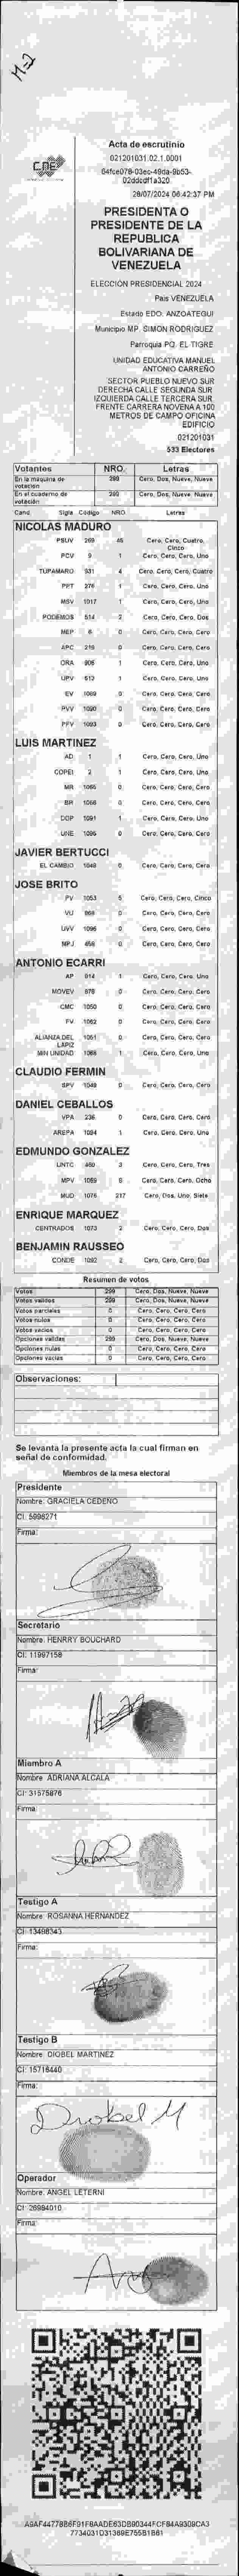 M=2
CNE
Acta de escrutinio
021201031.02.1.0001
28/07/2024 06:42:37 PM
PRESIDENTA O
PRESIDENTE DE LA
REPUBLICA
BOLIVARIANA DE
VENEZUELA
ELECCIÓN PRESIDENCIAL 2024
Pais VENEZUELA
Estado EDO. ANZOATEGUI
Municipio MP. SIMON RODRIGUEZ
Parroquia PQ. EL TIGRE
UNIDAD EDUCATIVA MANUEL
ANTONIO CARREÑO
SECTOR PUEBLO NUEVO SUR
DERECHA CALLE SEGUNDA SUR.
IZQUIERDA CALLE TERCERA SUR.
FRENTE CARRERA NOVENA A 100
METROS DE CAMPO OFICINA
EDIFICIO
021201031
533 Electores
Votantes NRO. Letras
En la maquina de votación 299 Cero, Dos, Nueve, Nueve
En el cuaderno de votación 299 Cero, Dos, Nueve, Nueve
Cand. Sigla Código NRO. Letras
NICOLAS MADURO
PSUV 269 45 Cero, Cero, Cuatro, Cinco
PCV 9 1 Cero, Cero, Cero, Uno
TUPAMARO 931 4 Cero, Cero, Cero, Cuatro
PPT 276 1 Cero, Cero, Cero, Uno
MSV 1017 1 Cero, Cero, Cero, Uno
PODEMOS 514 2 Cero, Cero, Cero, Dos
MEP 6 0 Cero, Cero, Cero, Cero
APC 219 0 Cero, Cero, Cero, Cero
ORA 905 1 Cero, Cero, Cero, Uno
UPV 612 1 Cero, Cero, Cero, Uno
EV 1089 0 Cero, Cero, Cero, Cero
PVV 1090 0 Cero, Cero, Cero, Cero
PFV 1093 0 Cero, Cero, Cero, Cero
LUIS MARTINEZ
AD 1 1 Cero, Cero, Cero, Uno
COPEI 2 1 Cero, Cero, Cero, Uno
MR 1065 0 Cero, Cero, Cero, Cero
BR 1066 0 Cero, Cero, Cero, Cero
DDP 1091 1 Cero, Cero, Cero, Uno
UNE 1095 0 Cero, Cero, Cero, Cero
JAVIER BERTUCCI
EL CAMBIO 1048 0 Cero, Cero, Cero, Cero
JOSE BRITO
PV 1053 5 Cero, Cero, Cero, Cinco
VU 868 0 Cero, Cero, Cero, Cero
UVV 1096 0 Cero, Cero, Cero, Cero
MPJ 458 0 Cero, Cero, Cero, Cero
ANTONIO ECARRI
AP 814 1 Cero, Cero, Cero, Uno
MOVEV 878 0 Cero, Cero, Cero, Cero
CMC 1050 0 Cero, Cero, Cero, Cero
FV 1062 0 Cero, Cero, Cero, Cero
ALIANZA DEL LÁPIZ 1051 0 Cero, Cero, Cero, Cero
MIN UNIDAD 1068 1 Cero, Cero, Cero, Uno
CLAUDIO FERMIN
SPV 1049 0 Cero, Cero, Cero, Cero
DANIEL CEBALLOS
VPA 236 0 Cero, Cero, Cero, Cero
AREPA 1094 1 Cero, Cero, Cero, Uno
EDMUNDO GONZALEZ
UNTC 460 3 Cero, Cero, Cero, Tres
MPV 1059 8 Cero, Cero, Cero, Ocho
MUD 1076 217 Cero, Dos, Uno, Siete
ENRIQUE MARQUEZ
CENTRADOS 1073 2 Cero, Cero, Cero, Dos
BENJAMIN RAUSSEO
CONDE 1092 2 Cero, Cero, Cero, Dos
Resumen de votos
Votos 299 Cero, Dos, Nueve, Nueve
Votos validos 299 Cero, Dos, Nueve, Nueve
Votos parciales 0 Cero, Cero, Cero, Cero
Votos nulos 0 Cero, Cero, Cero, Cero
Votos vacios 0 Cero, Cero, Cero, Cero
Opciones validas 299 Cero, Dos, Nueve, Nueve
Opciones nulas 0 Cero, Cero, Cero, Cero
Opciones vacias 0 Cero, Cero, Cero, Cero
Observaciones:
Se levanta la presente acta la cual firman en
señal de conformidad.
Miembros de la mesa electoral
Presidente
Nombre: GRACIELA CEDEÑO
CI: 5998271
Firma:
Secretario
Nombre: HENRRY BOUCHARD
CI: 11997158
Firma:
Miembro A
Nombre: ADRIANA ALCALA
CI: 31575876
Firma:
Testigo A
Nombre: ROSANNA HERNANDEZ
CI: 13498343
Firma:
Testigo B
Nombre: DIOBEL MARTINEZ
CI: 15716440
Firma:
Diobel M
Operador
Nombre: ANGEL LETERNI
CI: 26984010
Firma: